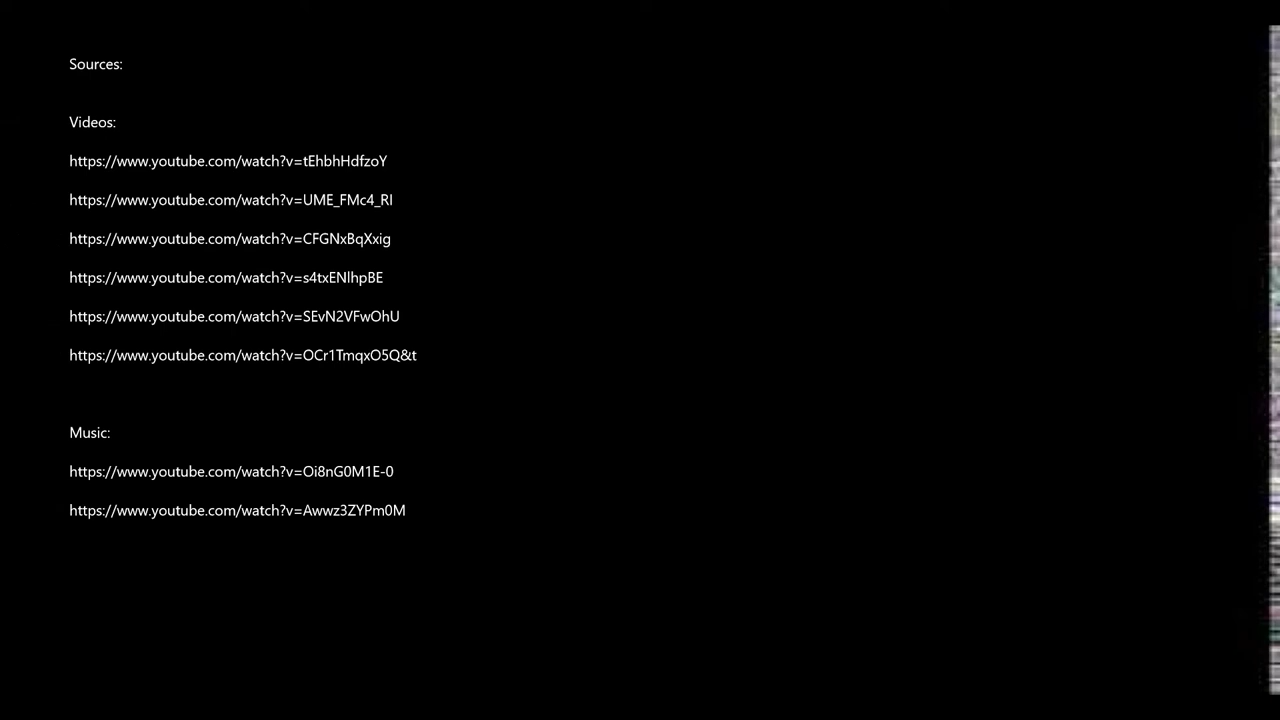 Sources:
Videos:
https://www.youtube.com/watch?v=tEhbhHdfzoY
https://www.youtube.com/watch?v=UME_FMc4_RI
https://www.youtube.com/watch?v=CFGNxBqXxig
https://www.youtube.com/watch?v=s4txENlhpBE
https://www.youtube.com/watch?v=SEvN2VFwOhU
https://www.youtube.com/watch?v=OCr1TmqxO5Q&t
Music:
https://www.youtube.com/watch?v=Oi8nG0M1E-0
https://www.youtube.com/watch?v=Awwz3ZYPm0M